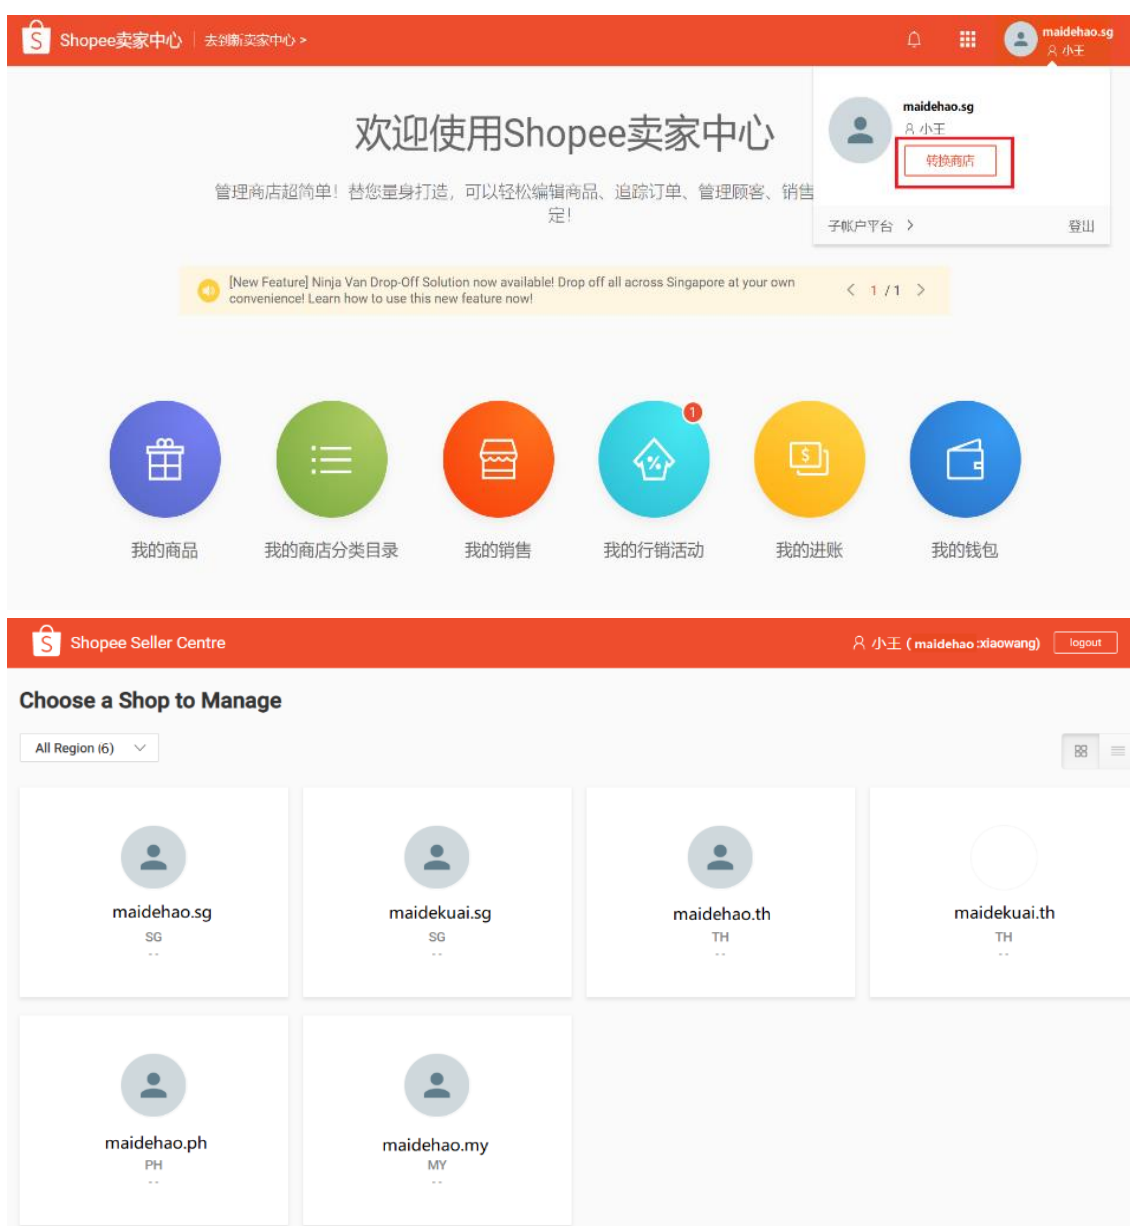 Shopee卖家中心
去到新卖家中心 >
maidehao.sg
小王
maidehao.sg
小王
转换商店
子帐户平台 >
登出
欢迎使用Shopee卖家中心
管理商店超简单！替您量身打造，可以轻松编辑商品、追踪订单、管理顾客、销售
定！
[New Feature] Ninja Van Drop-Off Solution now available! Drop off all across Singapore at your own
convenience! Learn how to use this new feature now!
< 1 / 1 >
1
我的商品
我的商店分类目录
我的销售
我的行销活动
我的进账
我的钱包
Shopee Seller Centre
小王 ( maidehao :xiaowang)
logout
Choose a Shop to Manage
All Region (6)
maidehao.sg
SG
- -
maidekuai.sg
SG
- -
maidehao.th
TH
- -
maidekuai.th
TH
- -
maidehao.ph
PH
- -
maidehao.my
MY
- -